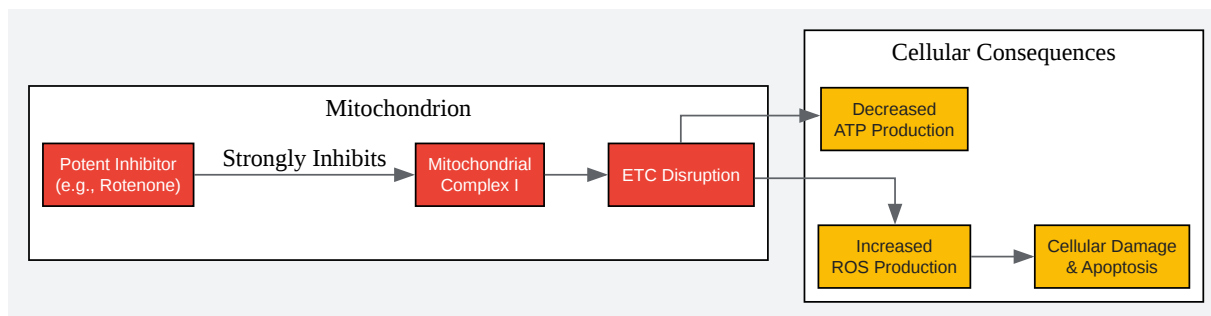 Cellular Consequences
Mitochondrion
Decreased
ATP Production
Potent Inhibitor
(e.g., Rotenone)
Strongly Inhibits
Mitochondrial
Complex I
ETC Disruption
Increased
ROS Production
Cellular Damage
& Apoptosis